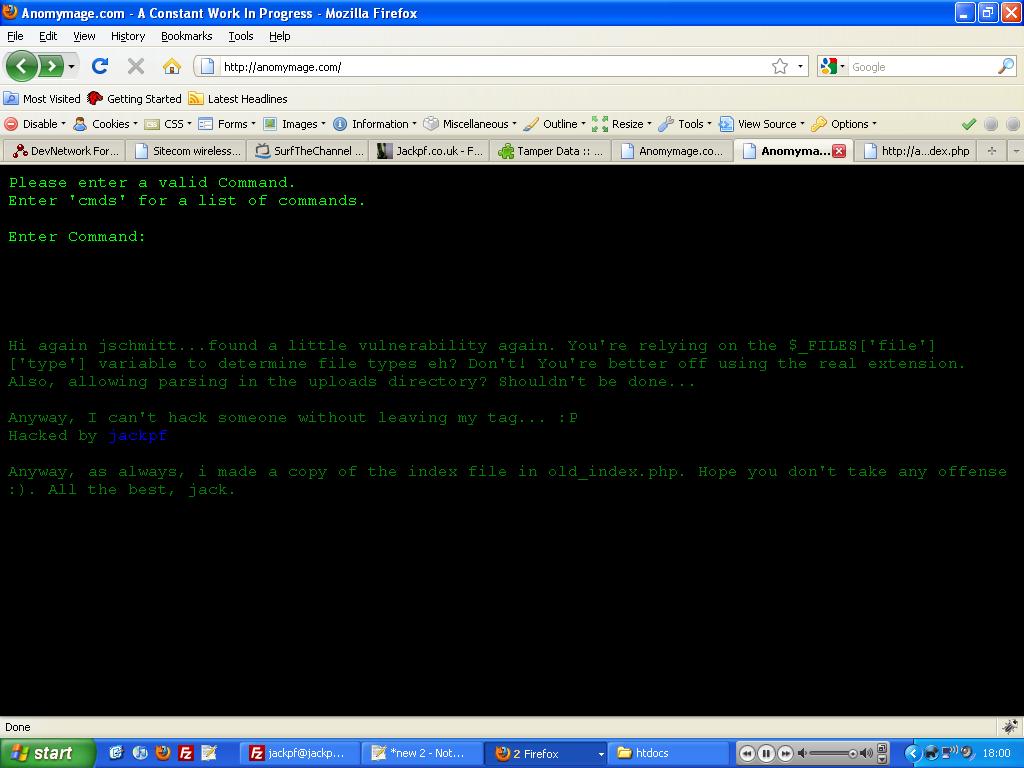 Anomymage.com - A Constant Work In Progress - Mozilla Firefox
File Edit View History Bookmarks Tools Help
http://anomymage.com/
Google
Most Visited Getting Started Latest Headlines
Disable Cookies CSS Forms Images Information Miscellaneous Outline Resize Tools View Source Options
DevNetwork For... Sitecom wireless... SurfTheChannel ... Jackpf.co.uk - F... Tamper Data :: ... Anomymage.co... Anomyma... http://a...dex.php
Please enter a valid Command.
Enter 'cmds' for a list of commands.
Enter Command:
Hi again jschmitt...found a little vulnerability again. You're relying on the $_FILES['file']
['type'] variable to determine file types eh? Don't! You're better off using the real extension.
Also, allowing parsing in the uploads directory? Shouldn't be done...
Anyway, I can't hack someone without leaving my tag... :P
Hacked by jackpf
Anyway, as always, i made a copy of the index file in old_index.php. Hope you don't take any offense
:). All the best, jack.
Done
start jackpf@jackp... *new 2 - Not... 2 Firefox htdocs 18:00